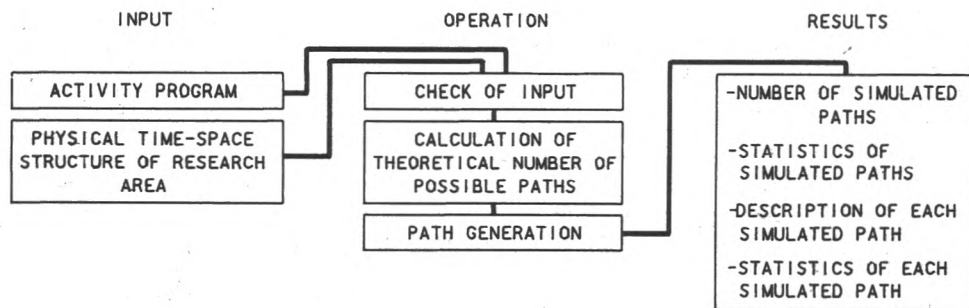 INPUT
OPERATION
RESULTS
ACTIVITY PROGRAM
PHYSICAL TIME-SPACE
STRUCTURE OF RESEARCH
AREA
CHECK OF INPUT
CALCULATION OF
THEORETICAL NUMBER OF
POSSIBLE PATHS
PATH GENERATION
-NUMBER OF SIMULATED
PATHS
-STATISTICS OF
SIMULATED PATHS
-DESCRIPTION OF EACH
SIMULATED PATH
-STATISTICS OF EACH
SIMULATED PATH